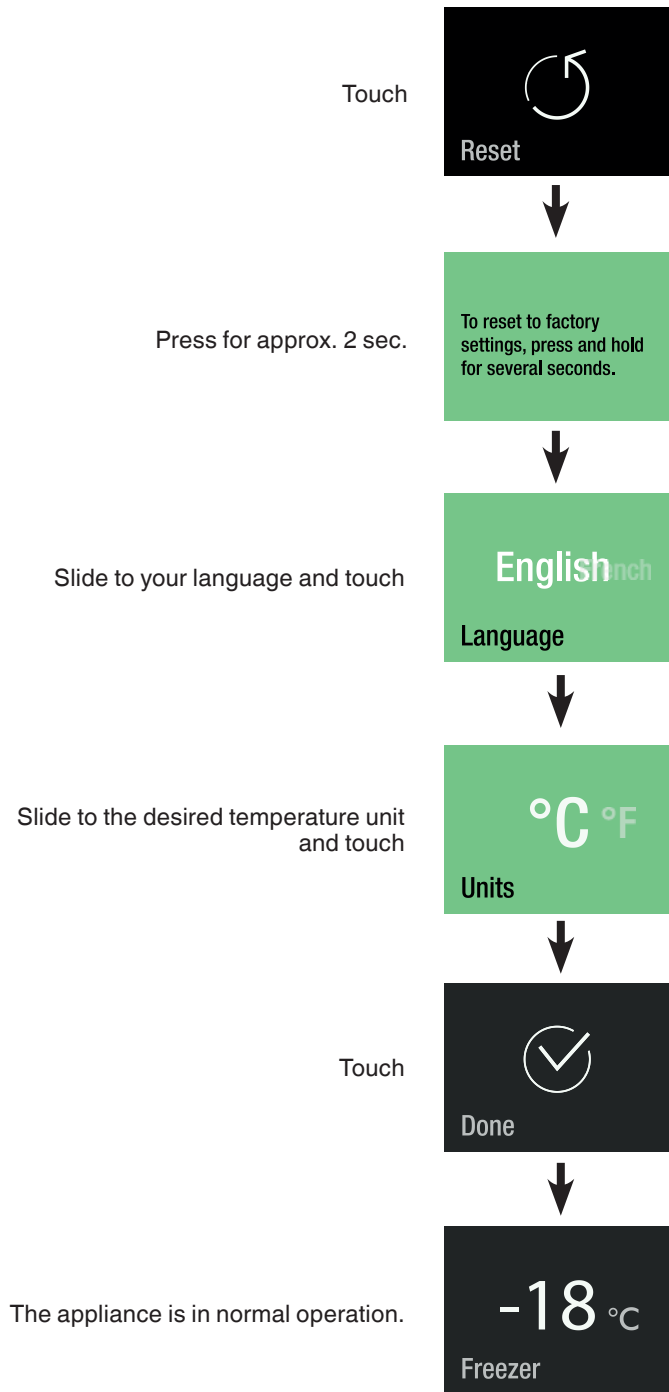 Touch
Reset
Press for approx. 2 sec.
To reset to factory
settings, press and hold
for several seconds.
Slide to your language and touch
English French
Language
Slide to the desired temperature unit
and touch
°C °F
Units
Touch
Done
The appliance is in normal operation.
-18 °C
Freezer